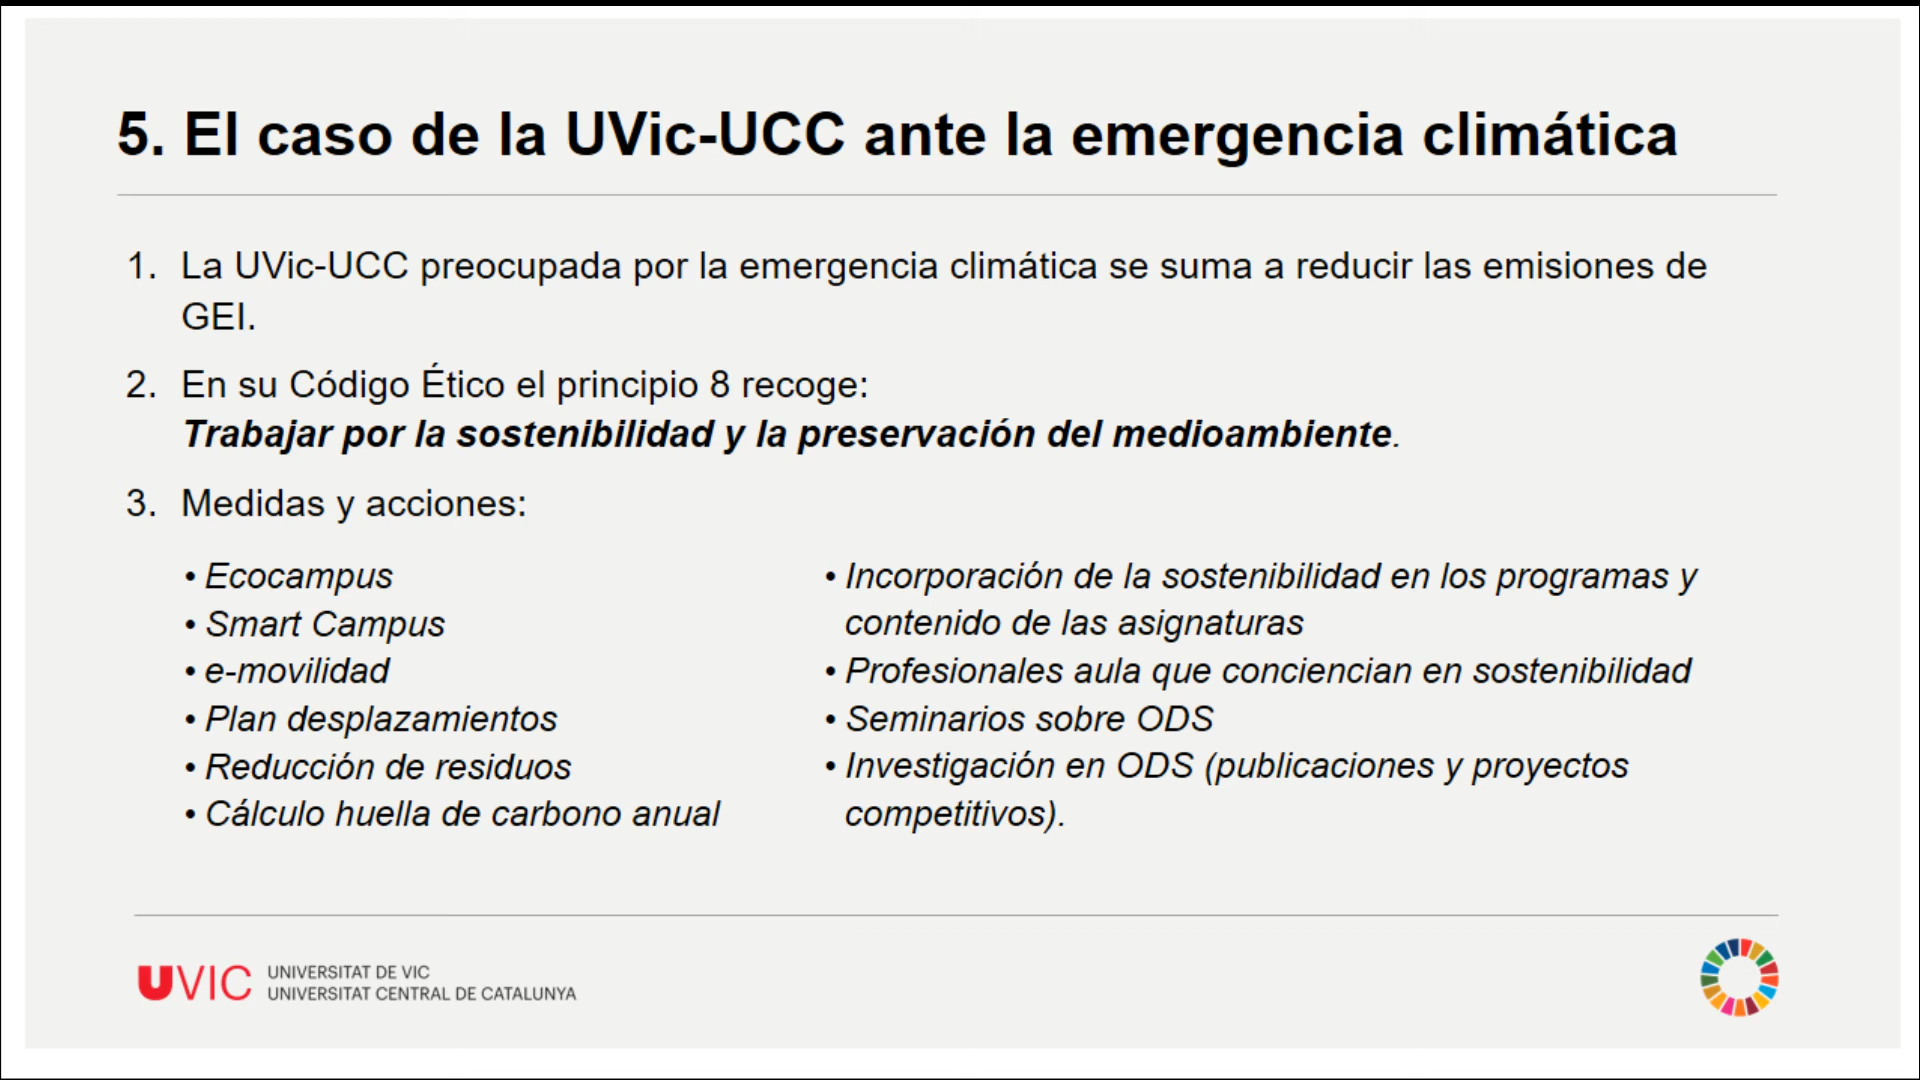 5. El caso de la UVic-UCC ante la emergencia climática
1. La UVic-UCC preocupada por la emergencia climática se suma a reducir las emisiones de
GEI.
2. En su Código Ético el principio 8 recoge:
Trabajar por la sostenibilidad y la preservación del medioambiente.
3. Medidas y acciones:
• Ecocampus
• Smart Campus
• e-movilidad
• Plan desplazamientos
• Reducción de residuos
• Cálculo huella de carbono anual
• Incorporación de la sostenibilidad en los programas y
contenido de las asignaturas
• Profesionales aula que conciencian en sostenibilidad
• Seminarios sobre ODS
• Investigación en ODS (publicaciones y proyectos
competitivos).
UVIC
UNIVERSITAT DE VIC
UNIVERSITAT CENTRAL DE CATALUNYA